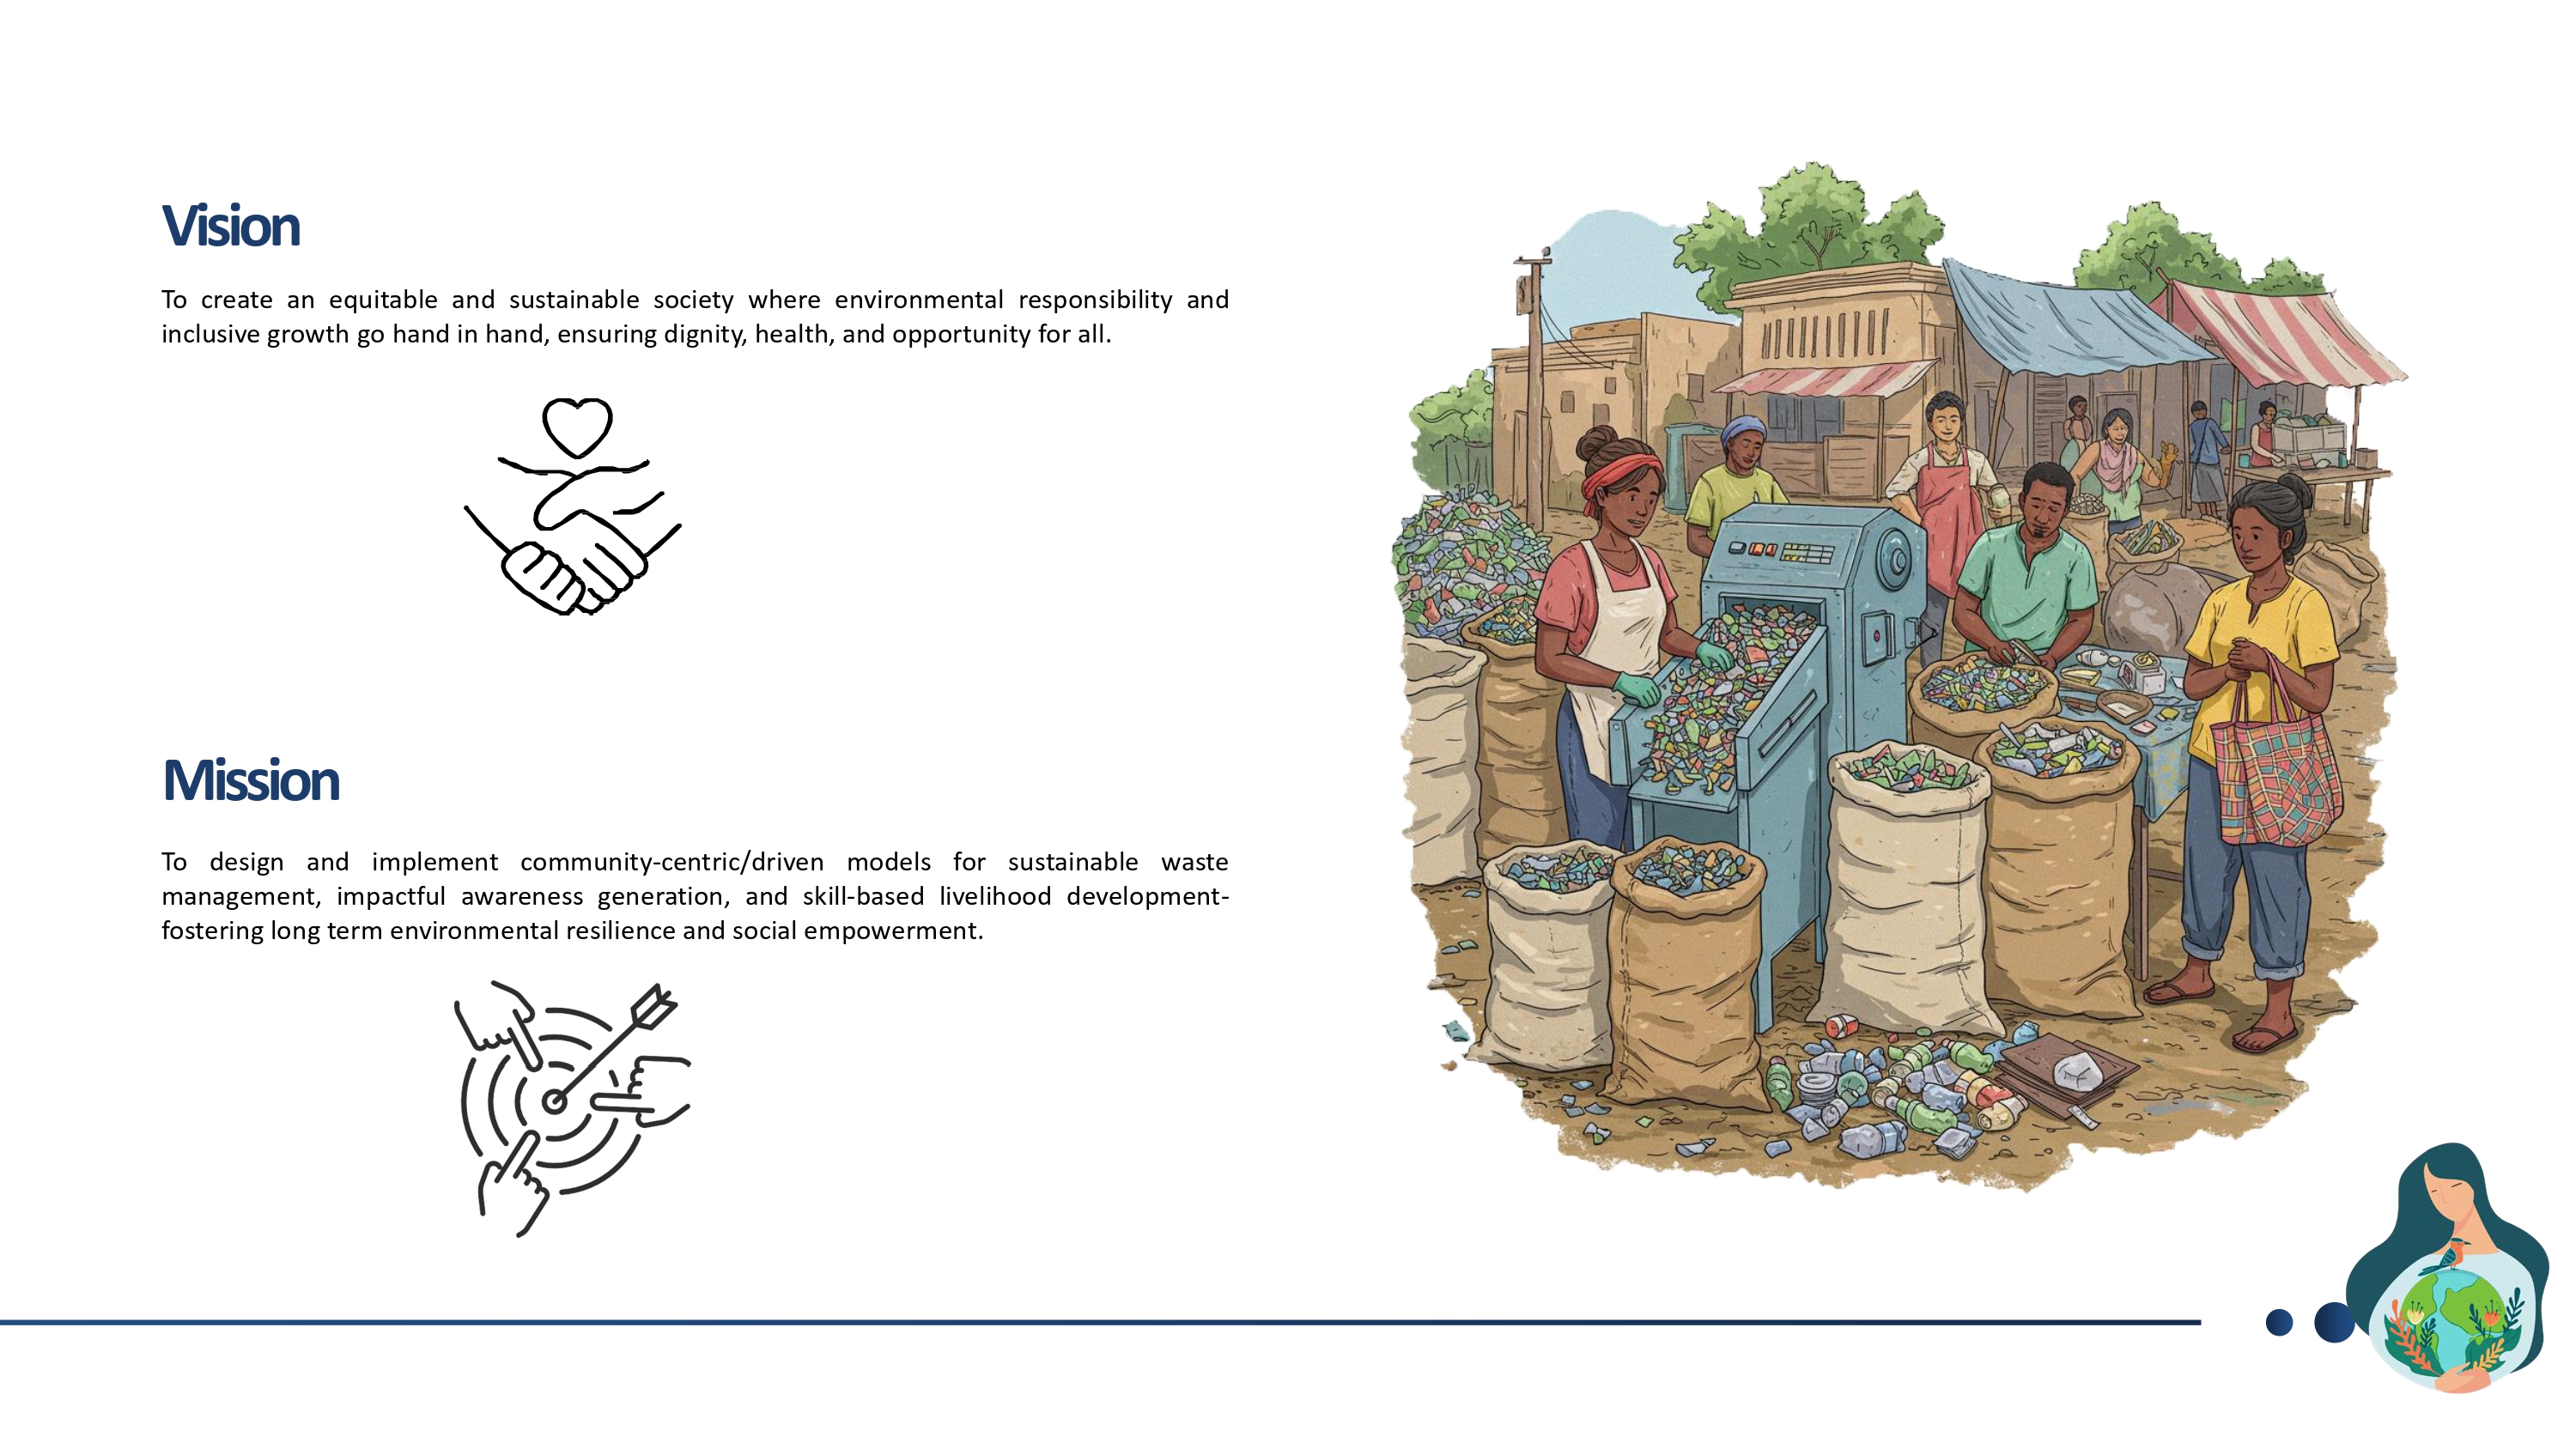 Vision
To create an equitable and sustainable society where environmental responsibility and
inclusive growth go hand in hand, ensuring dignity, health, and opportunity for all.
Mission
To design and implement community-centric/driven models for sustainable waste
management, impactful awareness generation, and skill-based livelihood development-
fostering long term environmental resilience and social empowerment.